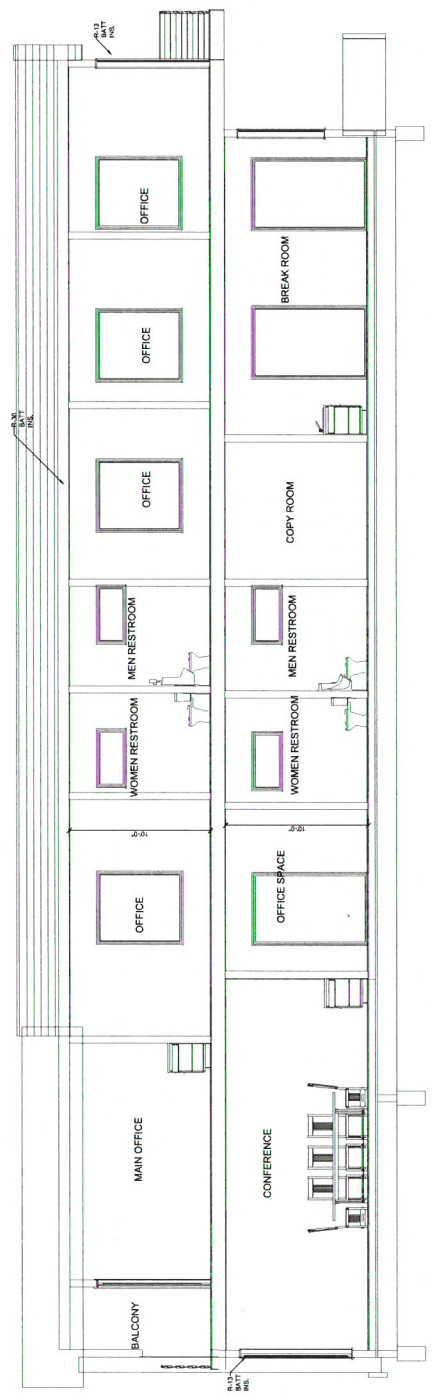 R-30
BATT
INS.
R-13
BATT
INS.
BALCONY
MAIN OFFICE
OFFICE
10'-0"
WOMEN RESTROOM
MEN RESTROOM
OFFICE
OFFICE
OFFICE
R-13
BATT
INS.
CONFERENCE
OFFICE SPACE
10'-0"
WOMEN RESTROOM
MEN RESTROOM
COPY ROOM
BREAK ROOM